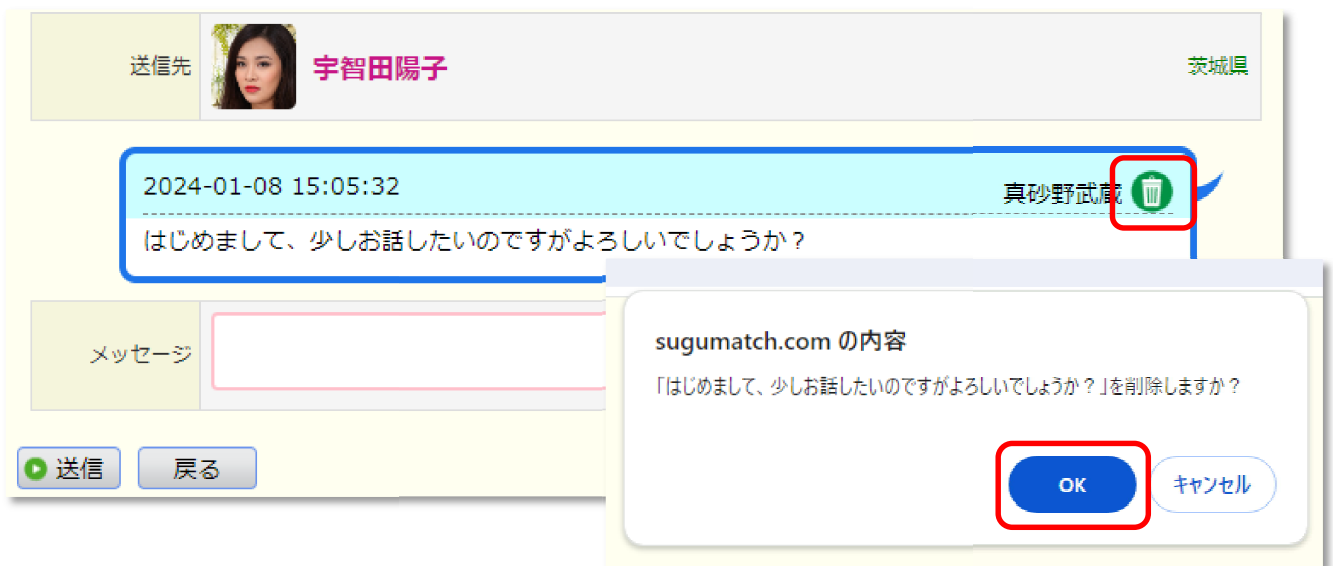 送信先
宇智田陽子
茨城県
2024-01-08 15:05:32
真砂野武蔵
はじめまして、少しお話したいのですがよろしいでしょうか？
メッセージ
送信
戻る
sugumatch.com の内容
「はじめまして、少しお話したいのですがよろしいでしょうか？」を削除しますか？
OK
キャンセル